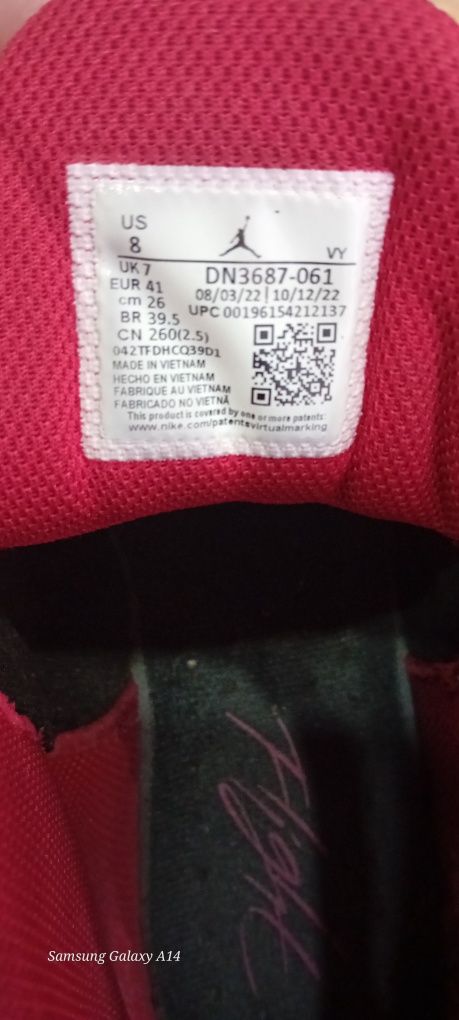 US
8
VY
UK 7
EUR 41
cm 26
BR 39.5
CN 260(2.5)
DN3687-061
08/03/22 | 10/12/22
UPC 00196154212137
042TFDHCQ39D1
MADE IN VIETNAM
HECHO EN VIETNAM
FABRIQUE AU VIETNAM
FABRICADO NO VIETNÃ
This product is covered by one or more patents:
www.nike.com/patentsvirtualmarking
Flight
Samsung Galaxy A14